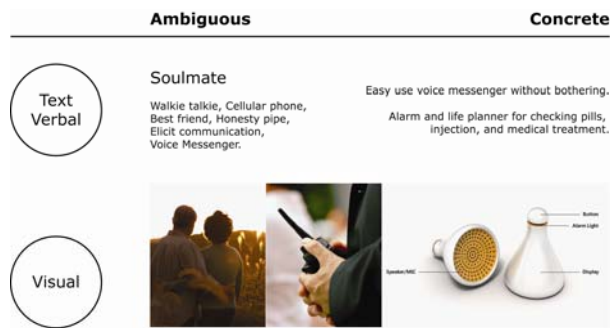 Ambiguous
Concrete
Text
Verbal
Soulmate
Walkie talkie, Cellular phone,
Best friend, Honesty pipe,
Elicit communication,
Voice Messenger.
Easy use voice messenger without bothering.
Alarm and life planner for checking pills,
injection, and medical treatment.
Visual
Button
Alarm Light
Speaker/MIC
Display